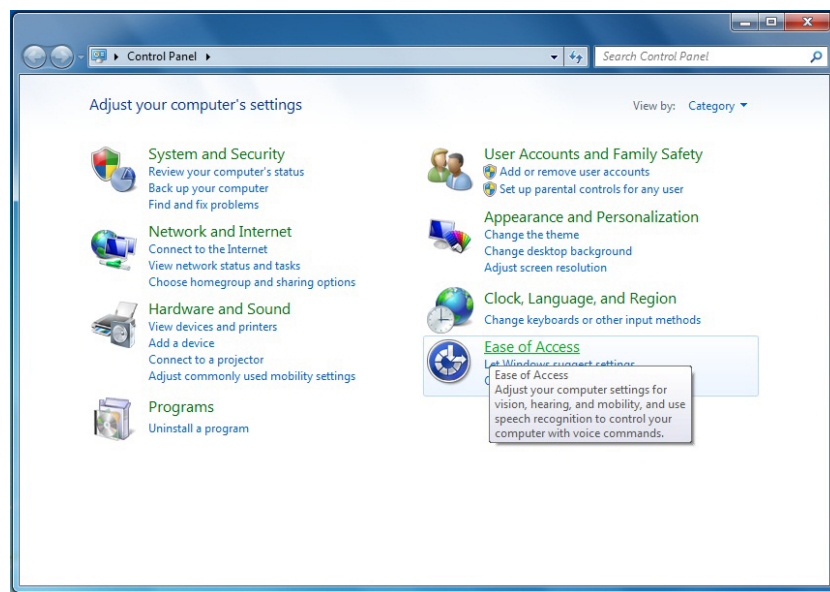 Control Panel
Search Control Panel
Adjust your computer's settings
View by: Category
System and Security
Review your computer's status
Back up your computer
Find and fix problems
Network and Internet
Connect to the Internet
View network status and tasks
Choose homegroup and sharing options
Hardware and Sound
View devices and printers
Add a device
Connect to a projector
Adjust commonly used mobility settings
Programs
Uninstall a program
User Accounts and Family Safety
Add or remove user accounts
Set up parental controls for any user
Appearance and Personalization
Change the theme
Change desktop background
Adjust screen resolution
Clock, Language, and Region
Change keyboards or other input methods
Ease of Access
Let Windows suggest settings
Ease of Access
Adjust your computer settings for
vision, hearing, and mobility, and use
speech recognition to control your
computer with voice commands.